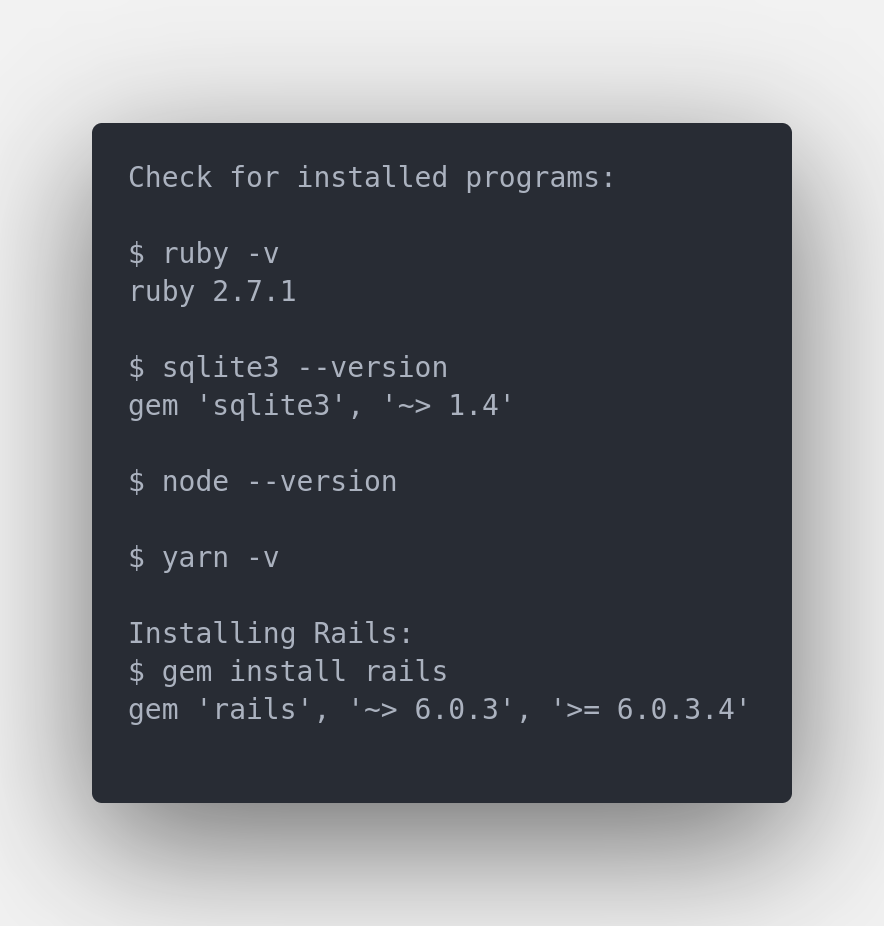 Check for installed programs:
$ ruby -v
ruby 2.7.1
$ sqlite3 --version
gem 'sqlite3', '~> 1.4'
$ node --version
$ yarn -v
Installing Rails:
$ gem install rails
gem 'rails', '~> 6.0.3', '>= 6.0.3.4'